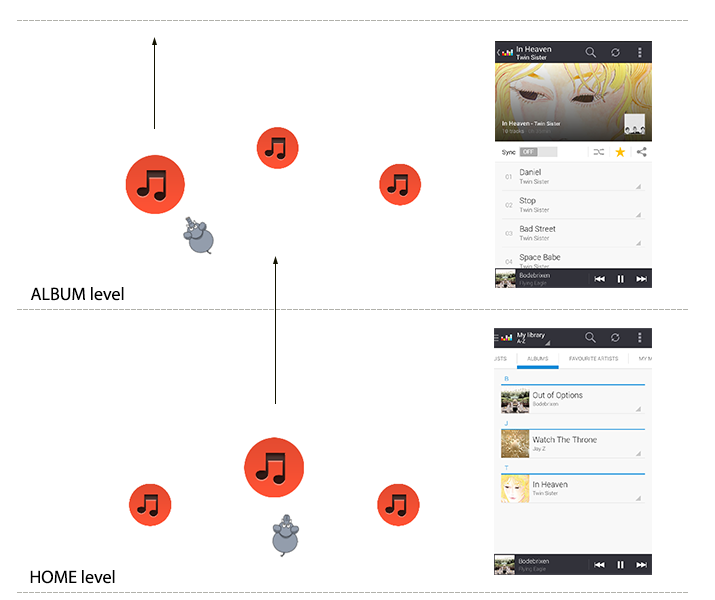 In Heaven
Twin Sister
In Heaven - Twin Sister
10 tracks
Sync OFF
01 Daniel
Twin Sister
02 Stop
Twin Sister
03 Bad Street
Twin Sister
04 Space Babe
Twin Sister
Bodebrixen
Flying Eagle
ALBUM level
My library
A-Z
ISTS ALBUMS FAVOURITE ARTISTS MY M
B
Out of Options
Bodebrixen
J
Watch The Throne
Jay Z
T
In Heaven
Twin Sister
Bodebrixen
Flying Eagle
HOME level